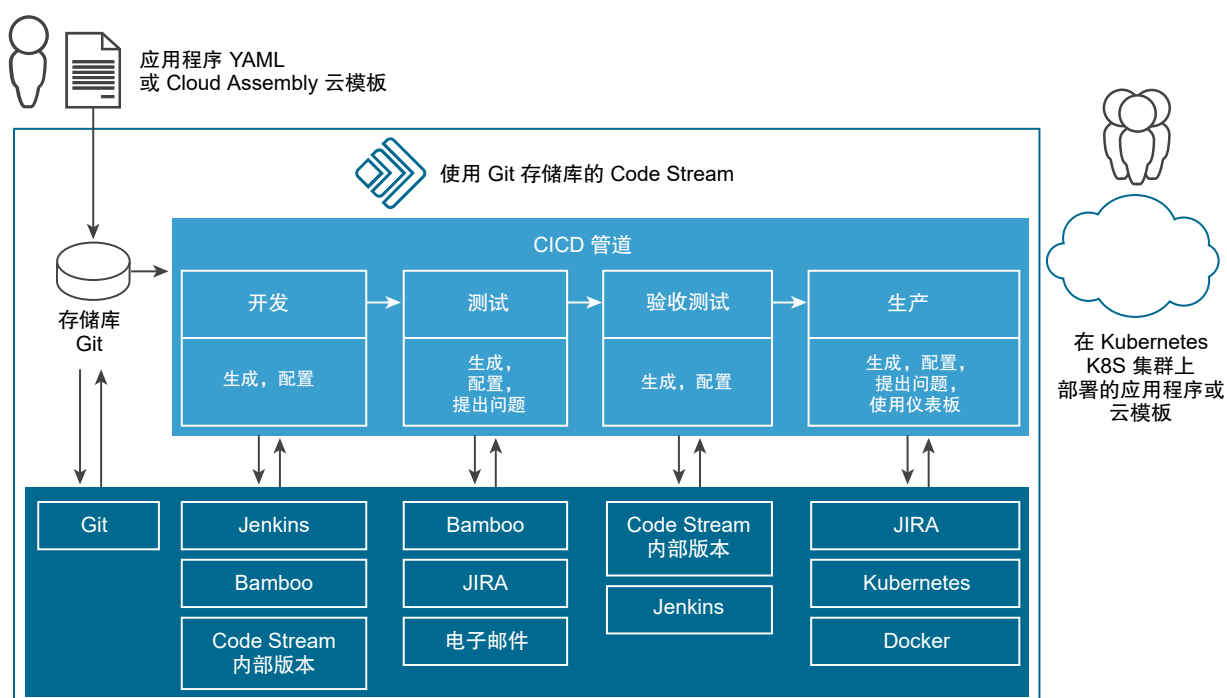 应用程序 YAML
或 Cloud Assembly 云模板
使用 Git 存储库的 Code Stream
CICD 管道
存储库
Git
开发
生成，配置
测试
生成，
配置，
提出问题
验收测试
生成，配置
生产
生成，配置，
提出问题，
使用仪表板
在 Kubernetes
K8S 集群上
部署的应用程序或
云模板
Git
Jenkins
Bamboo
Code Stream
内部版本
Bamboo
JIRA
电子邮件
Code Stream
内部版本
Jenkins
JIRA
Kubernetes
Docker